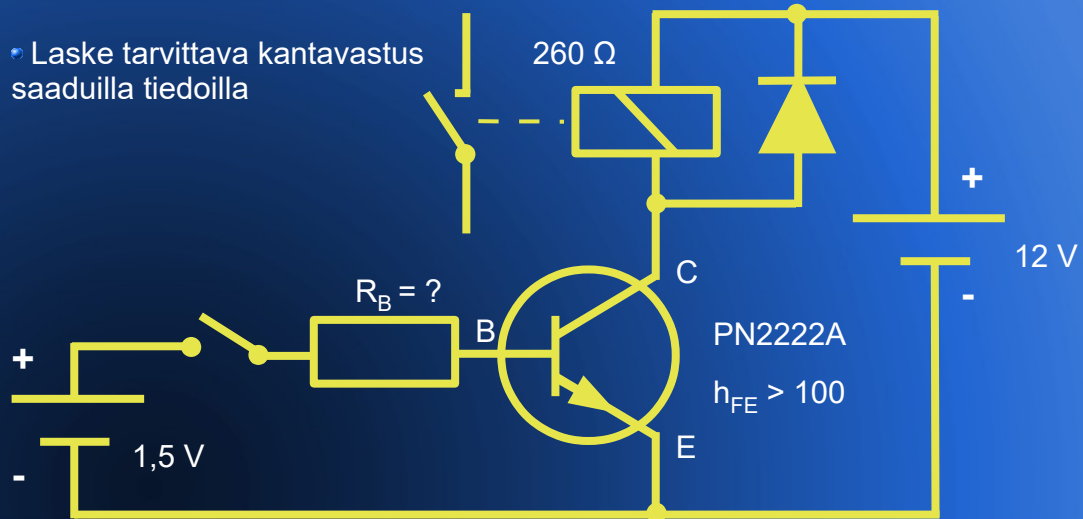 Laske tarvittava kantavastus
saaduilla tiedoilla
260 Ω
+
12 V
-
C
R_B = ?
B
PN2222A
h_FE > 100
E
+
1,5 V
-